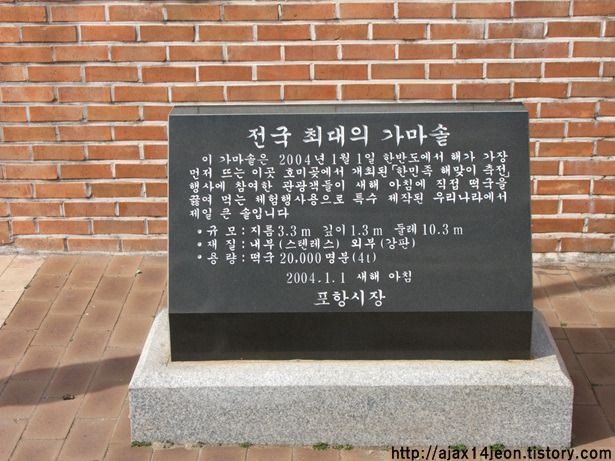 전국 최대의 가마솥
이 가마솥은 2004년 1월 1일 한반도에서 해가 가장
먼저 뜨는 이곳 호미곶에서 개최된 「한민족 해맞이 축전」
행사에 참여한 관광객들이 새해 아침에 직접 떡국을
끓여 먹는 체험행사용으로 특수 제작된 우리나라에서
제일 큰 솥입니다
• 규 모 : 지름 3.3 m 깊이 1.3 m 둘레 10.3 m
• 재 질 : 내부 (스텐레스) 외부 (강판)
• 용 량 : 떡국 20,000 명분 (4t)
2004.1.1 새해 아침
포항시장
http://ajax14jeon.tistory.com